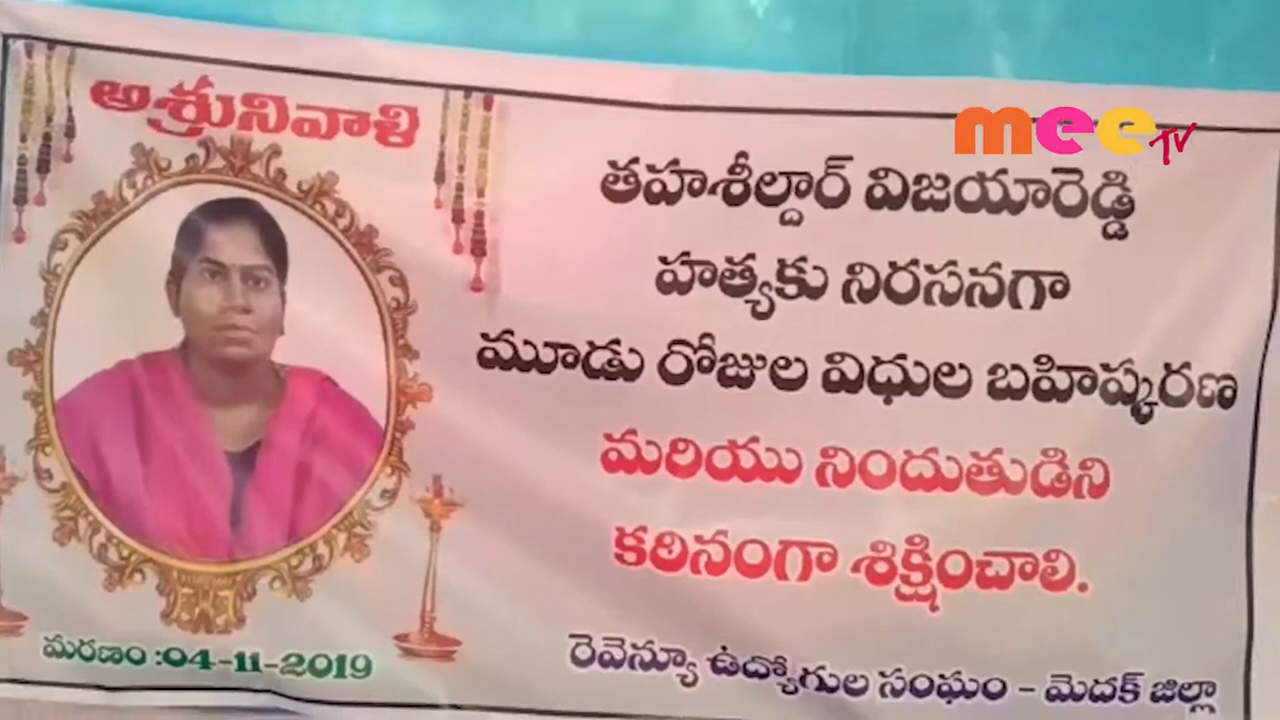 అశ్రునివాళి
mee TV
తహశీల్దార్ విజయారెడ్డి
హత్యకు నిరసనగా
మూడు రోజుల విధుల బహిష్కరణ
మరియు నిందుతుడిని
కఠినంగా శిక్షించాలి.
మరణం :04-11-2019
రెవెన్యూ ఉద్యోగుల సంఘం - మెదక్ జిల్లా